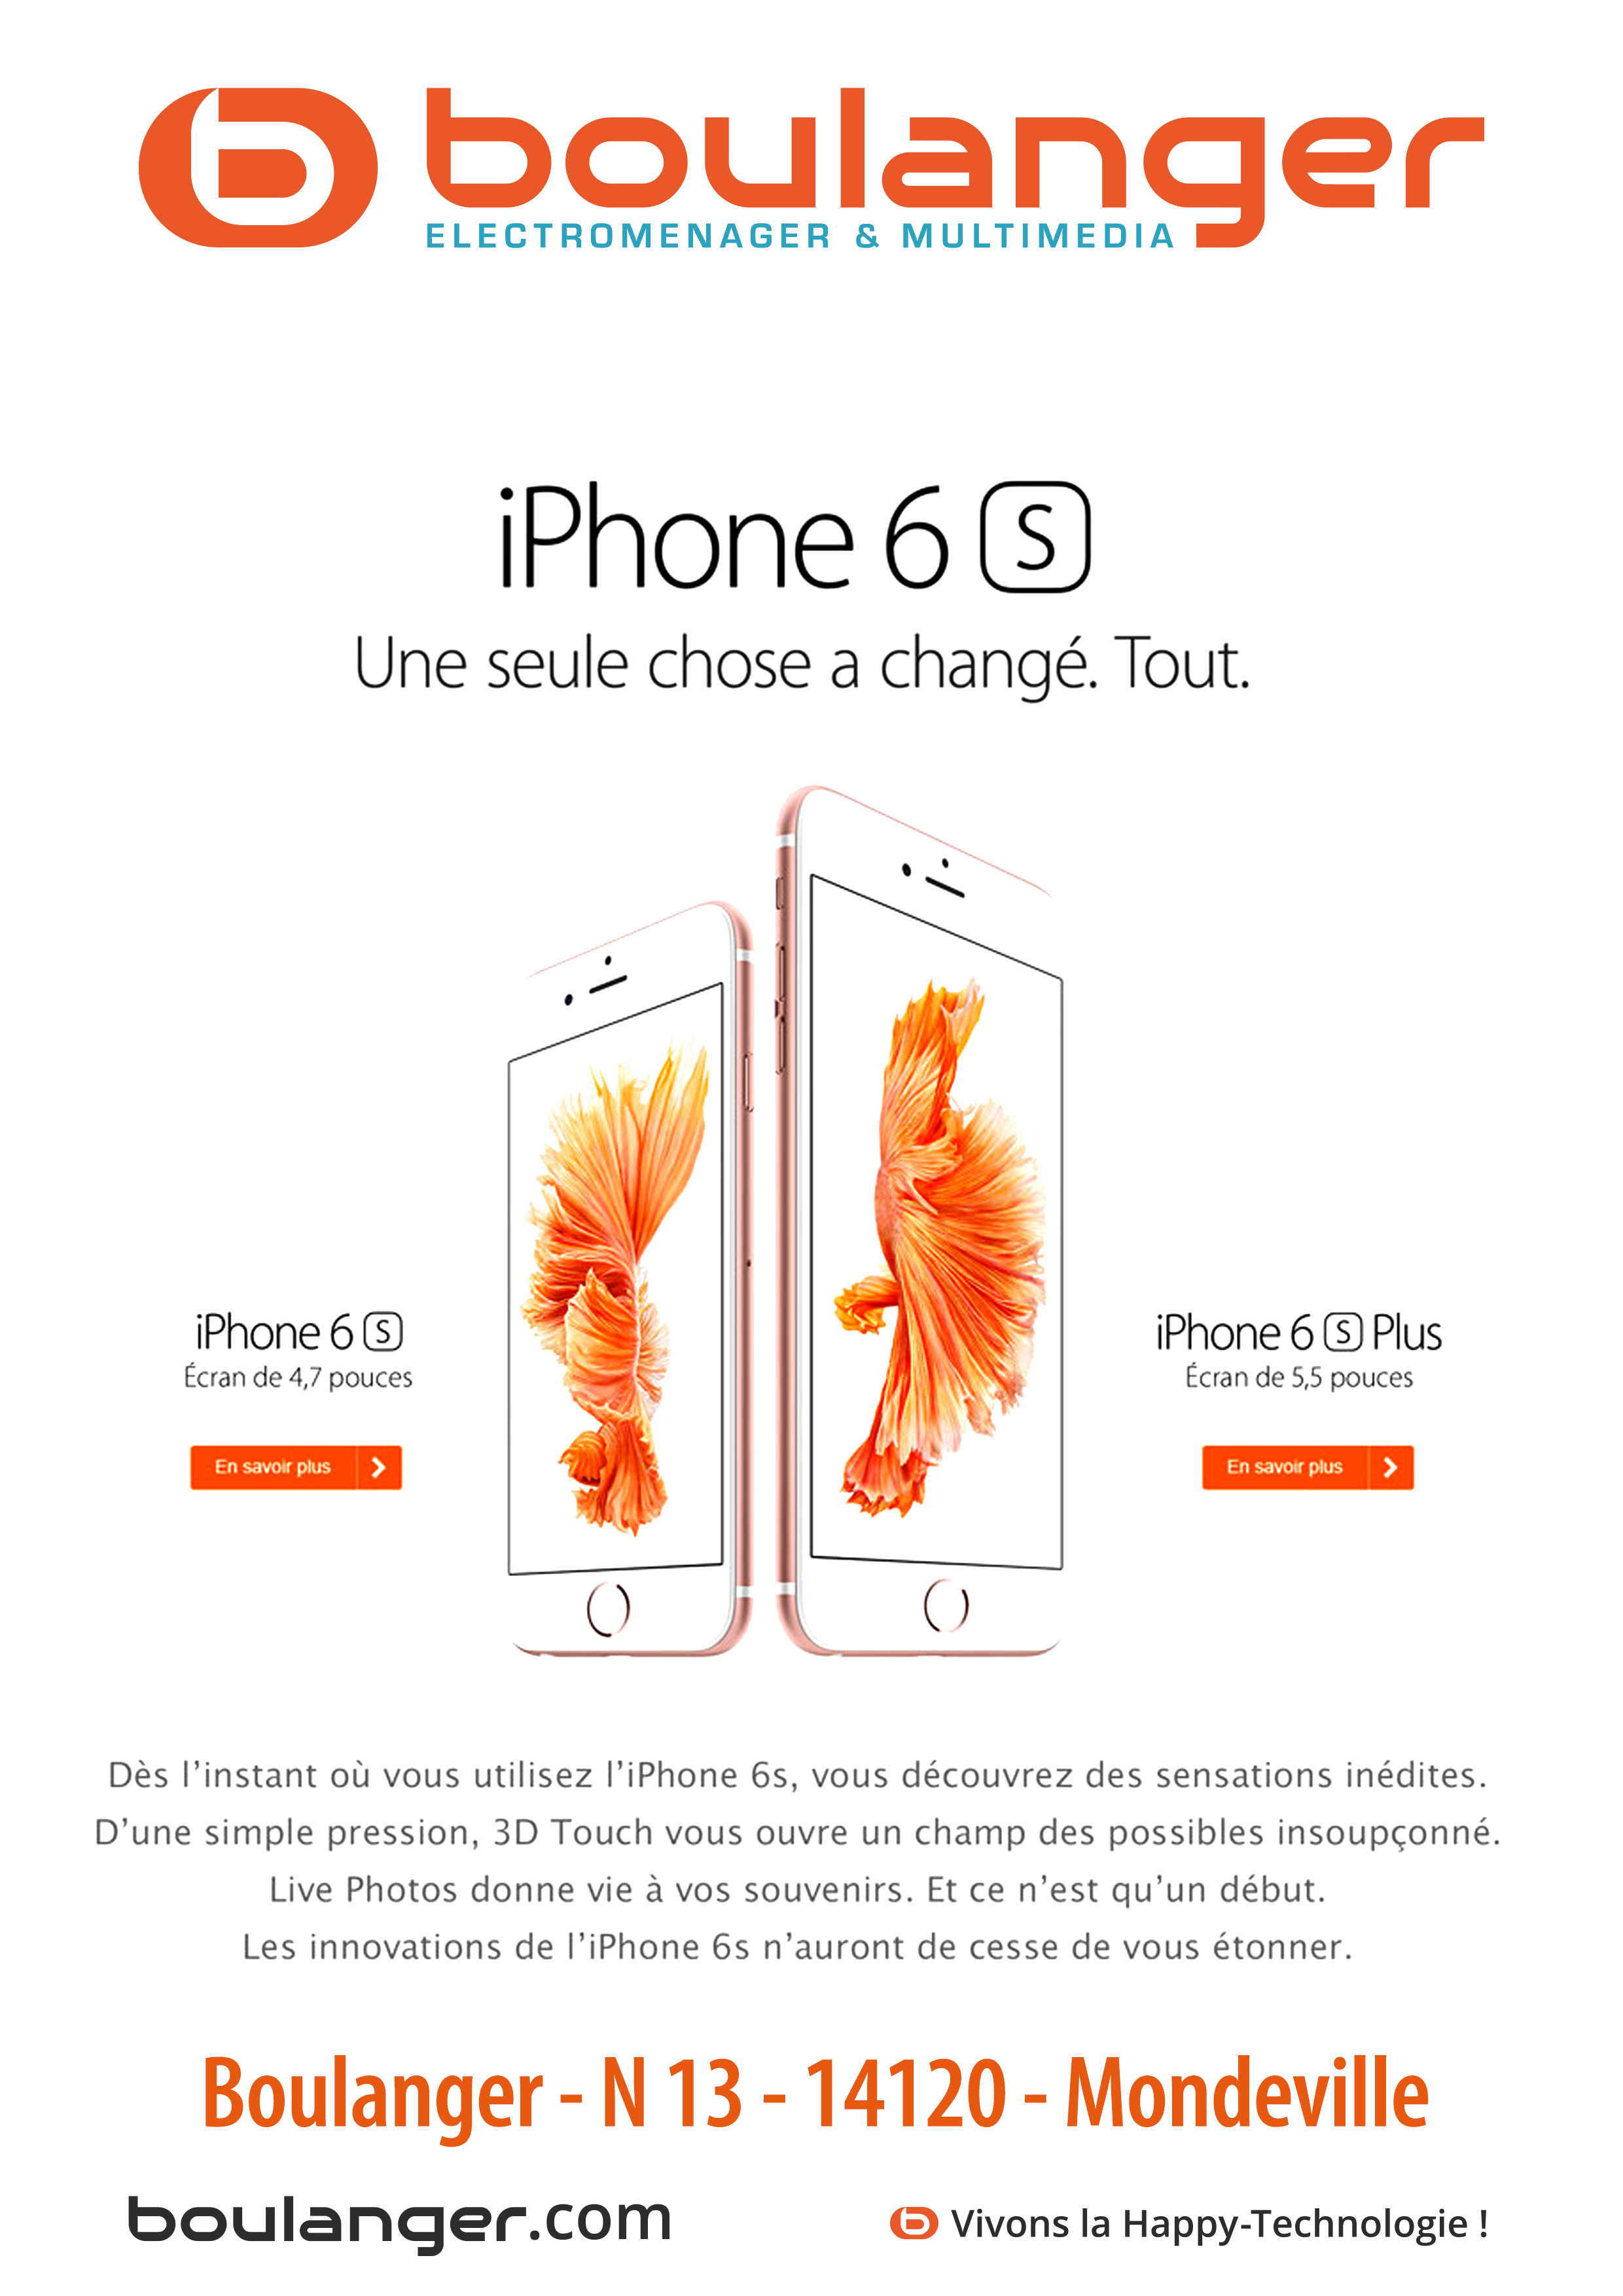 boulanger
ELECTROMENAGER & MULTIMEDIA
iPhone 6 S
Une seule chose a changé. Tout.
iPhone 6 S
Écran de 4,7 pouces
En savoir plus
iPhone 6 S Plus
Écran de 5,5 pouces
En savoir plus
Dès l’instant où vous utilisez l’iPhone 6s, vous découvrez des sensations inédites.
D’une simple pression, 3D Touch vous ouvre un champ des possibles insoupçonné.
Live Photos donne vie à vos souvenirs. Et ce n’est qu’un début.
Les innovations de l’iPhone 6s n’auront de cesse de vous étonner.
Boulanger - N 13 - 14120 - Mondeville
boulanger.com
Vivons la Happy-Technologie !